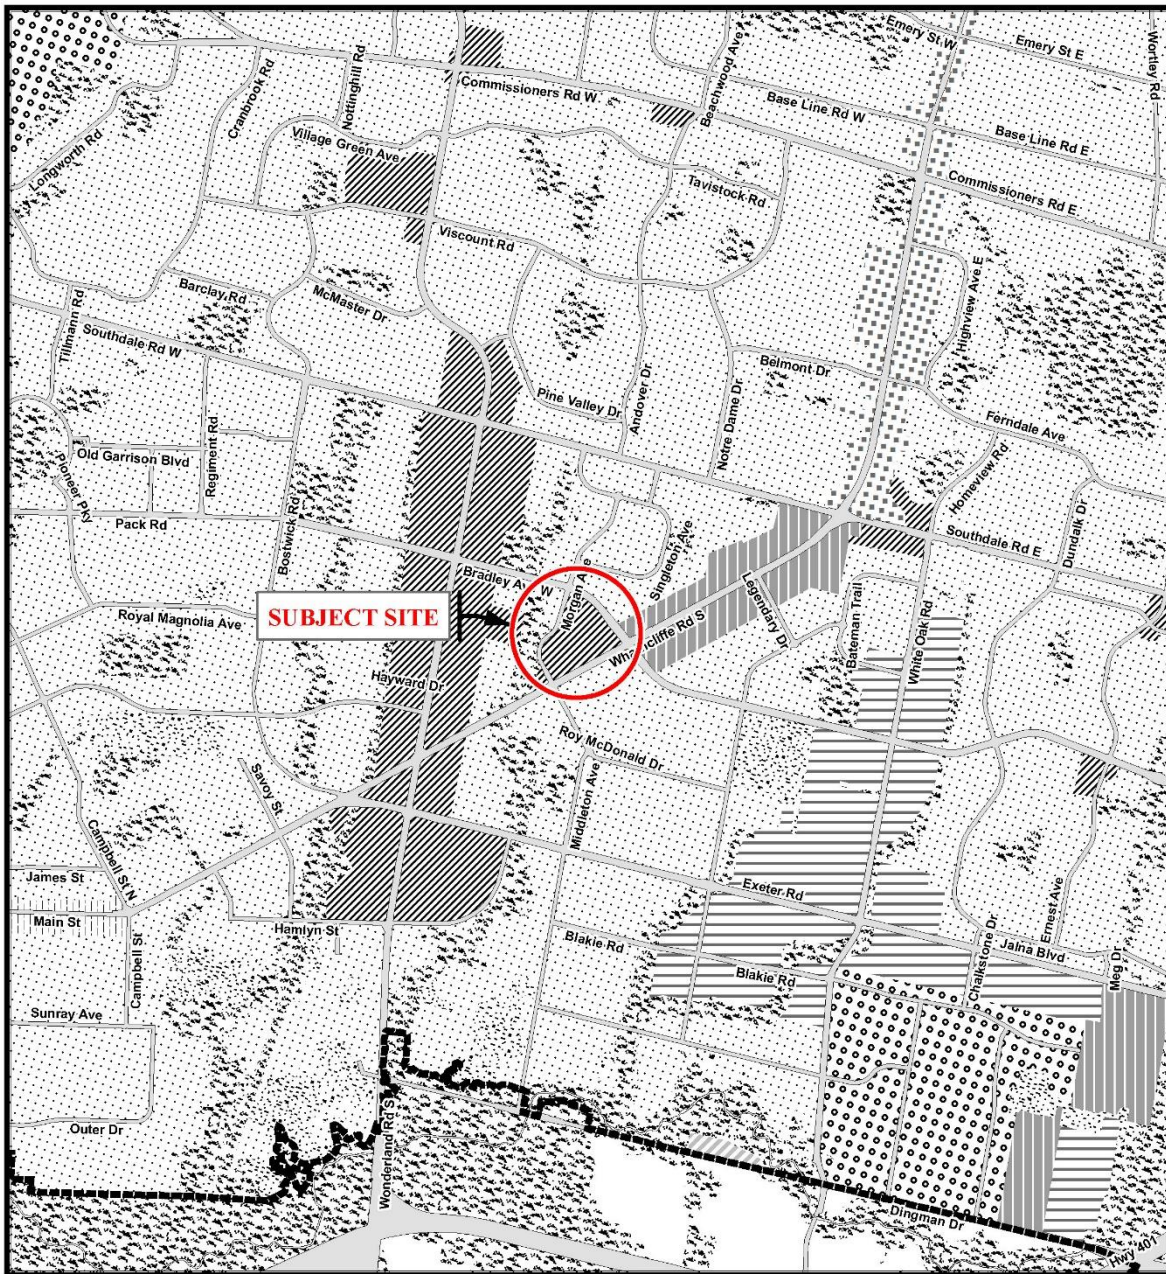 Emery St W
Emery St E
Wortley Rd
Nottinghill Rd
Cranbrook Rd
Beachwood Ave
Commissioners Rd W
Base Line Rd W
Base Line Rd E
Longworth Rd
Village Green Ave
Tavistock Rd
Commissioners Rd E
Viscount Rd
Highview Ave E
Barclay Rd
McMaster Dr
Tillmann Rd
Southdale Rd W
Belmont Dr
Pine Valley Dr
Andover Dr
Notre Dame Dr
Ferndale Ave
Homeview Rd
Old Garrison Blvd
Regiment Rd
Pioneer Pky
Pack Rd
Bostwick Rd
Dundalk Dr
Southdale Rd E
Bradley A W
Morgan A e
Singleton Ave
Legendary Dr
Bateman Trail
White Oak Rd
SUBJECT SITE
Royal Magnolia Ave
Wha ncliffe Rd S
Hayward Dr
Roy McDonald Dr
Savoy St
Middleton Ave
Campbell St N
James St
Main St
Campbell St
Hamlyn St
Exeter Rd
Blakie Rd
Blakie Rd
Chalkstone Dr
Ernest Ave
Jalna Blvd
Meg Dr
Sunray Ave
Outer Dr
Wonderland Rd S
Dingman Dr
Hwy 401